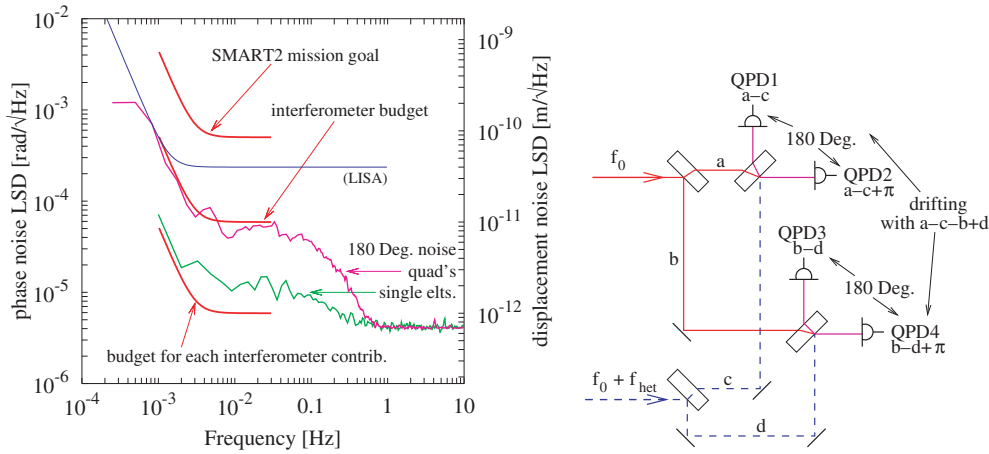 10⁻²
10⁻³
10⁻⁴
10⁻⁵
10⁻⁶
phase noise LSD [rad/√Hz]
10⁻⁹
10⁻¹⁰
10⁻¹¹
10⁻¹²
displacement noise LSD [m/√Hz]
SMART2 mission goal
interferometer budget
(LISA)
180 Deg. noise
quad's
single elts.
budget for each interferometer contrib.
10⁻⁴
10⁻³
10⁻²
0.1
1
10
Frequency [Hz]
QPD1
a−c
180 Deg.
f₀
a
QPD2
a−c+π
drifting
with a−c−b+d
QPD3
b−d
b
180 Deg.
QPD4
b−d+π
f₀ + f_het
c
d